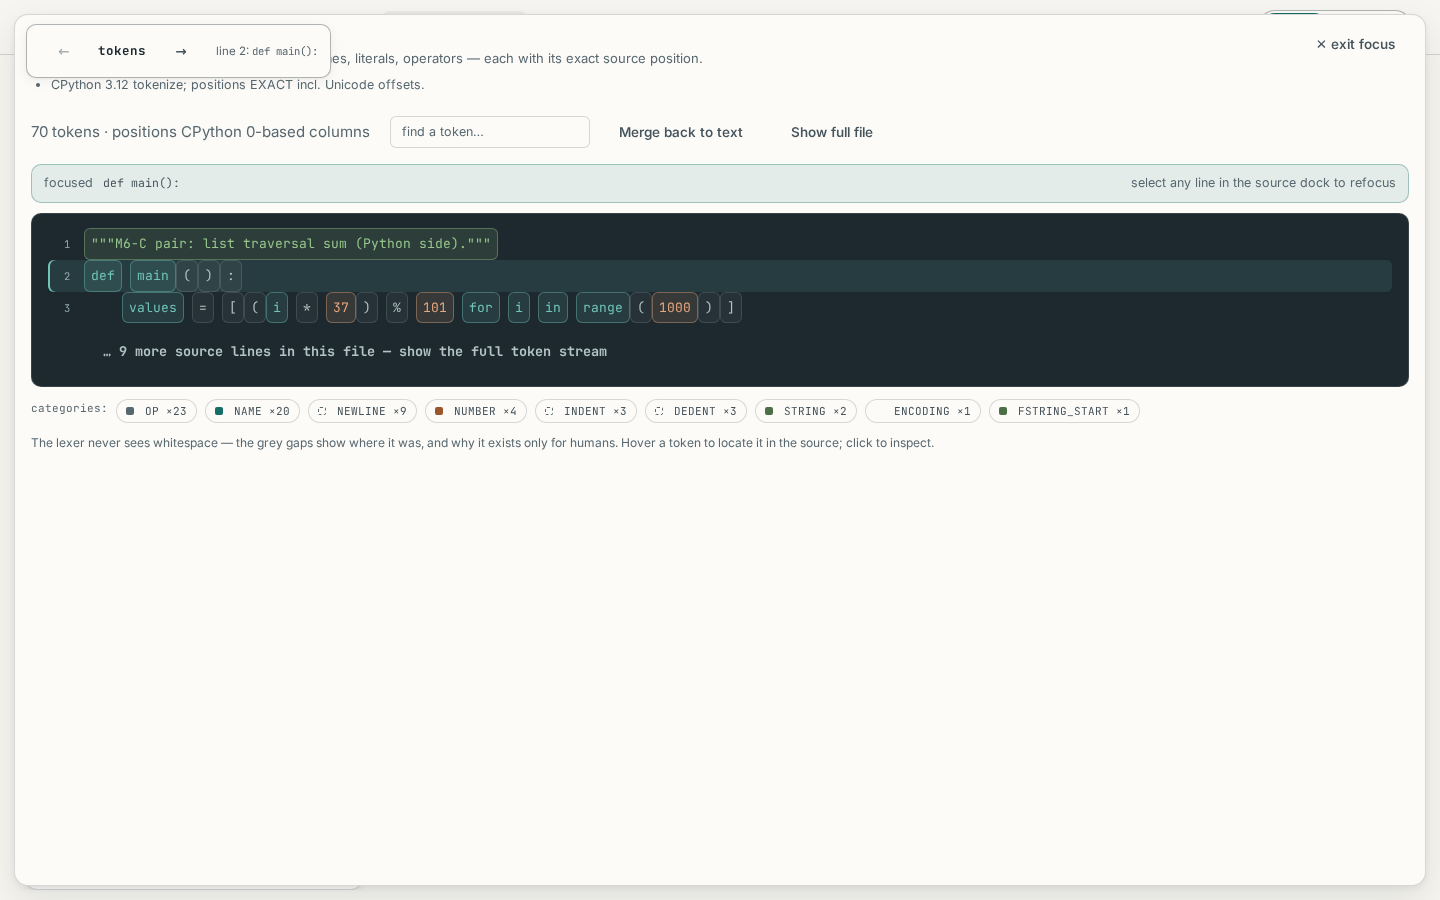 ← tokens → line 2: def main():
✕ exit focus
es, literals, operators — each with its exact source position.
• CPython 3.12 tokenize; positions EXACT incl. Unicode offsets.
70 tokens · positions CPython 0-based columns
find a token…
Merge back to text
Show full file
focused def main():
select any line in the source dock to refocus
1 """M6-C pair: list traversal sum (Python side)."""
2 def main ( ) :
3 values = [ ( i * 37 ) % 101 for i in range ( 1000 ) ]
… 9 more source lines in this file — show the full token stream
categories: OP ×23 NAME ×20 NEWLINE ×9 NUMBER ×4 INDENT ×3 DEDENT ×3 STRING ×2 ENCODING ×1 FSTRING_START ×1
The lexer never sees whitespace — the grey gaps show where it was, and why it exists only for humans. Hover a token to locate it in the source; click to inspect.